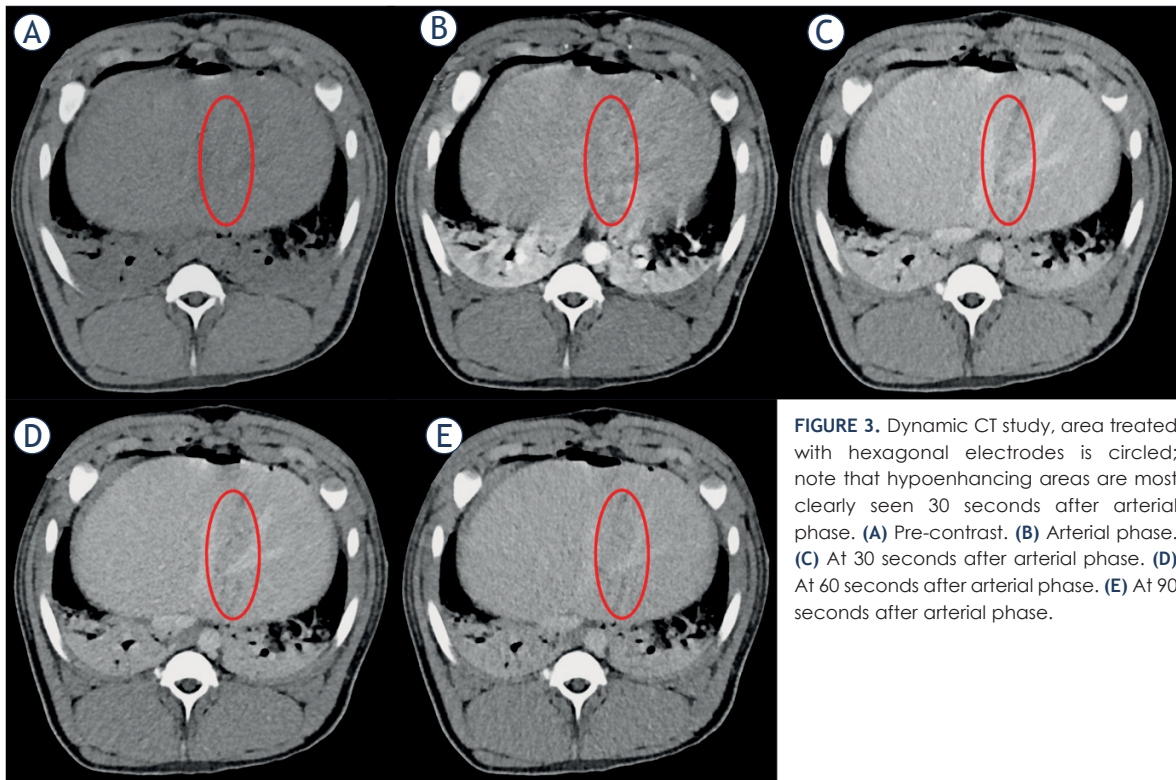 A
B
C
D
E
FIGURE 3. Dynamic CT study, area treated
with hexagonal electrodes is circled;
note that hypoenhancing areas are most
clearly seen 30 seconds after arterial
phase. (A) Pre-contrast. (B) Arterial phase.
(C) At 30 seconds after arterial phase. (D)
At 60 seconds after arterial phase. (E) At 90
seconds after arterial phase.